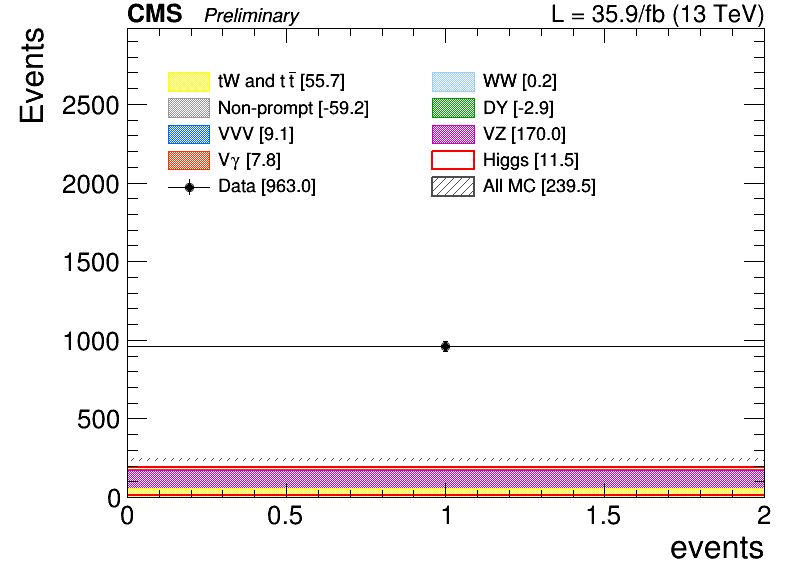 CMS Preliminary L = 35.9/fb (13 TeV)
Events
tW and t t̄ [55.7] WW [0.2]
Non-prompt [-59.2] DY [-2.9]
VVV [9.1] VZ [170.0]
Vγ [7.8] Higgs [11.5]
Data [963.0] All MC [239.5]
2500
2000
1500
1000
500
0
0 0.5 1 1.5 2
events